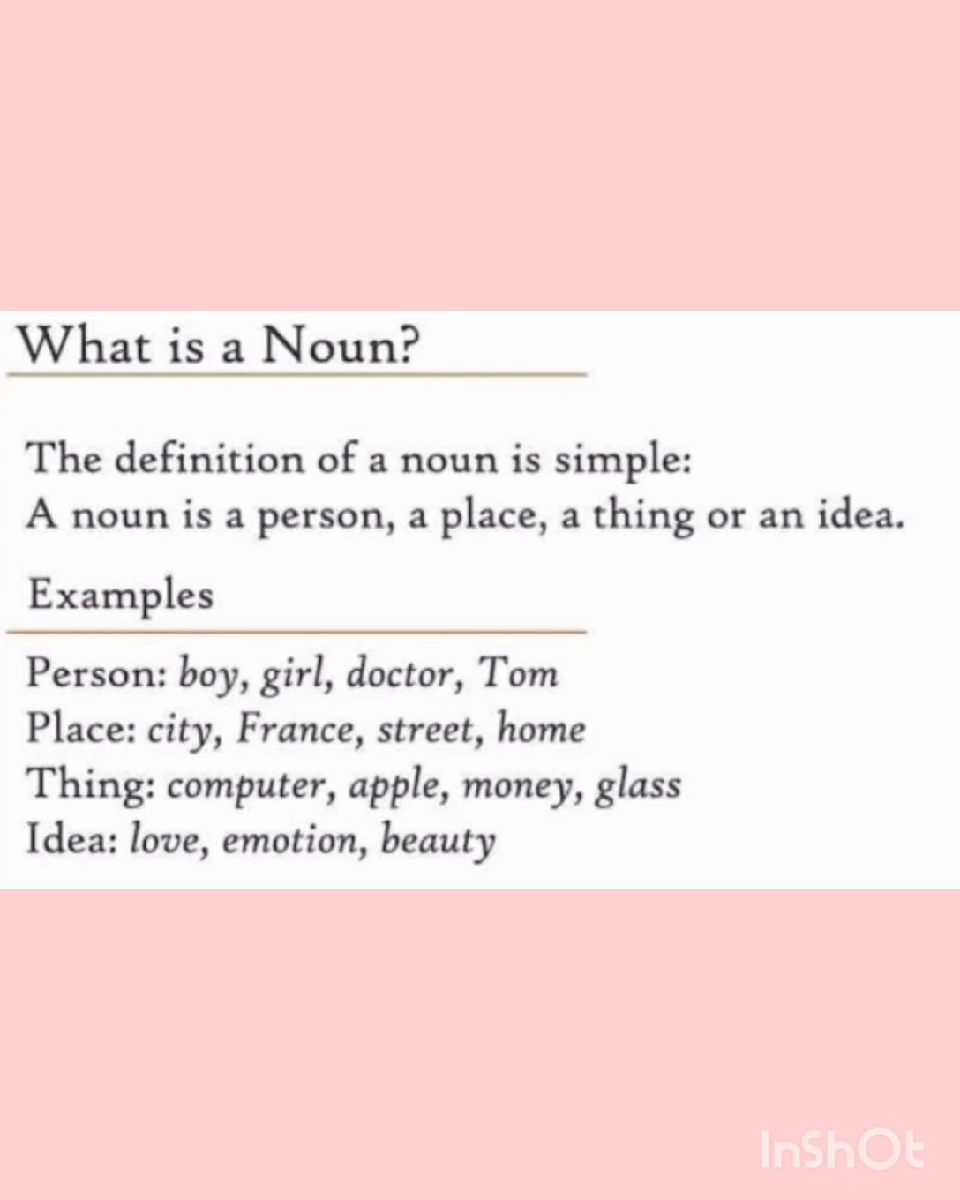 What is a Noun?
The definition of a noun is simple:
A noun is a person, a place, a thing or an idea.
Examples
Person: boy, girl, doctor, Tom
Place: city, France, street, home
Thing: computer, apple, money, glass
Idea: love, emotion, beauty
InShOt